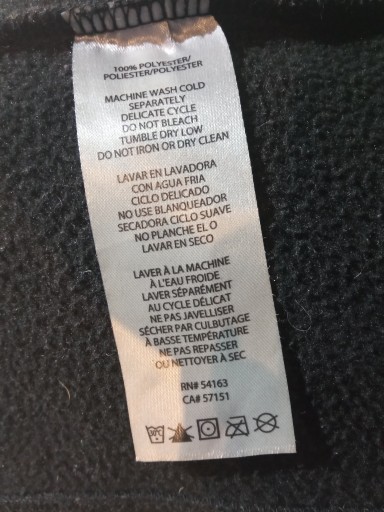 100% POLYESTER/
POLIESTER/POLYESTER
MACHINE WASH COLD
SEPARATELY
DELICATE CYCLE
DO NOT BLEACH
TUMBLE DRY LOW
DO NOT IRON OR DRY CLEAN
LAVAR EN LAVADORA
CON AGUA FRIA
CICLO DELICADO
NO USE BLANQUEADOR
SECADORA CICLO SUAVE
NO PLANCHE EL O
LAVAR EN SECO
LAVER À LA MACHINE
À L'EAU FROIDE
LAVER SÉPARÉMENT
AU CYCLE DÉLICAT
NE PAS JAVELLISER
SÉCHER PAR CULBUTAGE
À BASSE TEMPÉRATURE
NE PAS REPASSER
OU NETTOYER À SEC
RN# 54163
CA# 57151
30°C